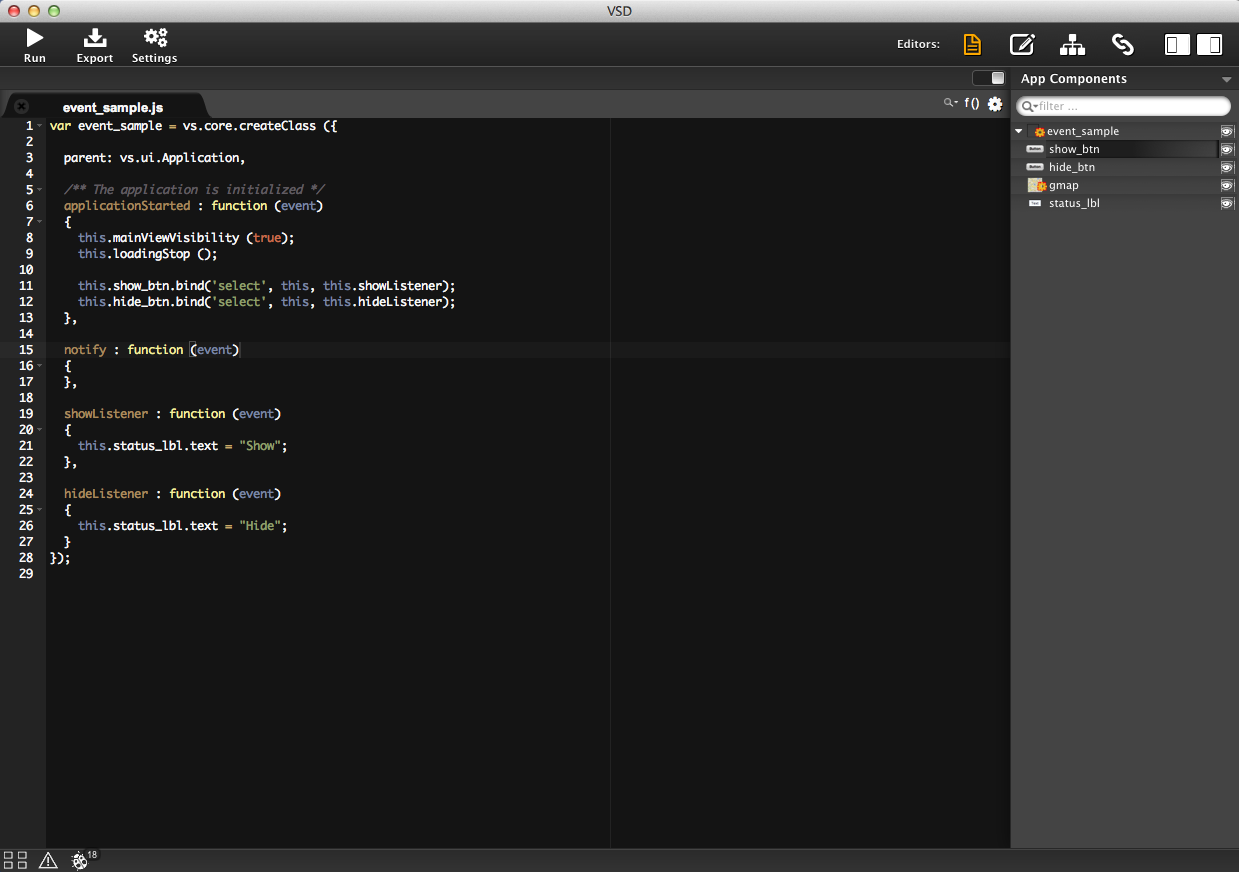 VSD
Run
Export
Settings
Editors:
App Components
event_sample.js
f()
filter ...
1 var event_sample = vs.core.createClass ({
2
3   parent: vs.ui.Application,
4
5   /** The application is initialized */
6   applicationStarted : function (event)
7   {
8     this.mainViewVisibility (true);
9     this.loadingStop ();
10
11     this.show_btn.bind('select', this, this.showListener);
12     this.hide_btn.bind('select', this, this.hideListener);
13   },
14
15   notify : function (event)
16   {
17   },
18
19   showListener : function (event)
20   {
21     this.status_lbl.text = "Show";
22   },
23
24   hideListener : function (event)
25   {
26     this.status_lbl.text = "Hide";
27   }
28 });
29
event_sample
show_btn
hide_btn
gmap
status_lbl
18